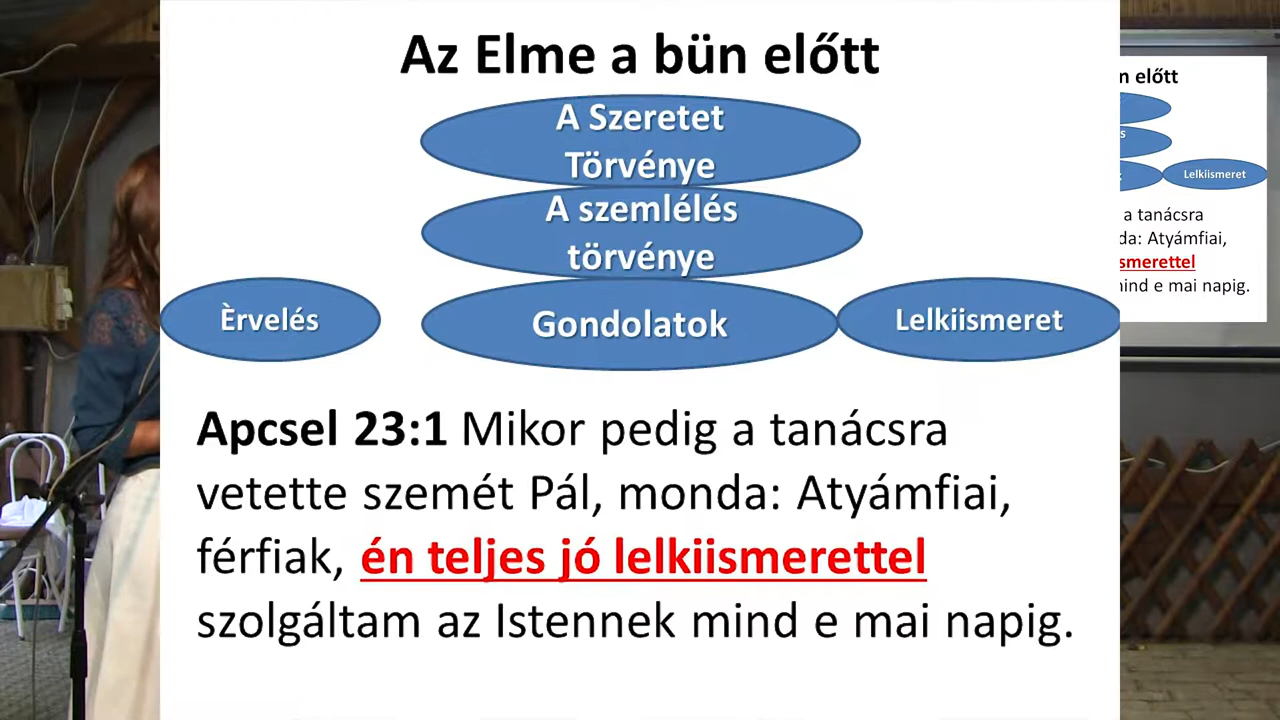 Az Elme a bün előtt
A Szeretet
Törvénye
A szemlélés
törvénye
Èrvelés
Gondolatok
Lelkiismeret
Apcsel 23:1 Mikor pedig a tanácsra
vetette szemét Pál, monda: Atyámfiai,
férfiak, én teljes jó lelkiismerettel
szolgáltam az Istennek mind e mai napig.
n előtt
s
Lelkiismeret
a tanácsra
da: Atyámfiai,
smerettel
ind e mai napig.